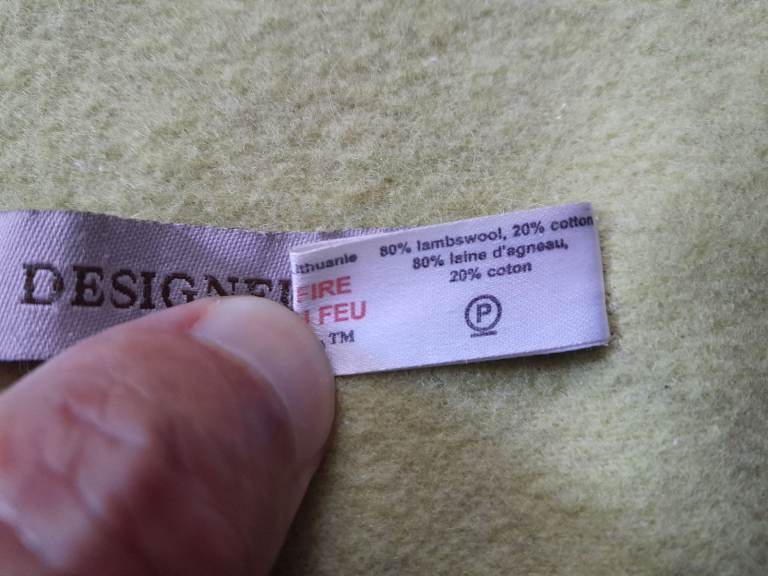 DESIGNE
ithuanie
FIRE
FEU
TM
80% lambswool, 20% cotton
80% laine d'agneau,
20% coton
P